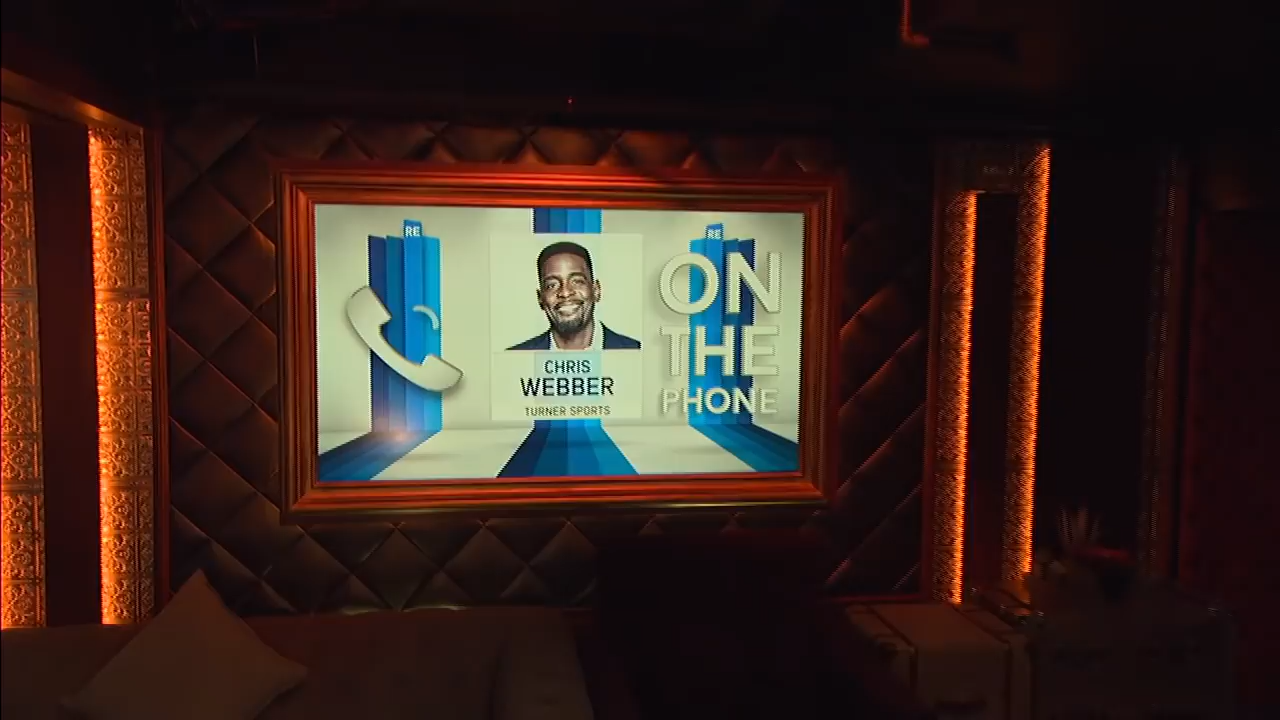 RE
CHRIS
WEBBER
TURNER SPORTS
RE
ON
THE
PHONE